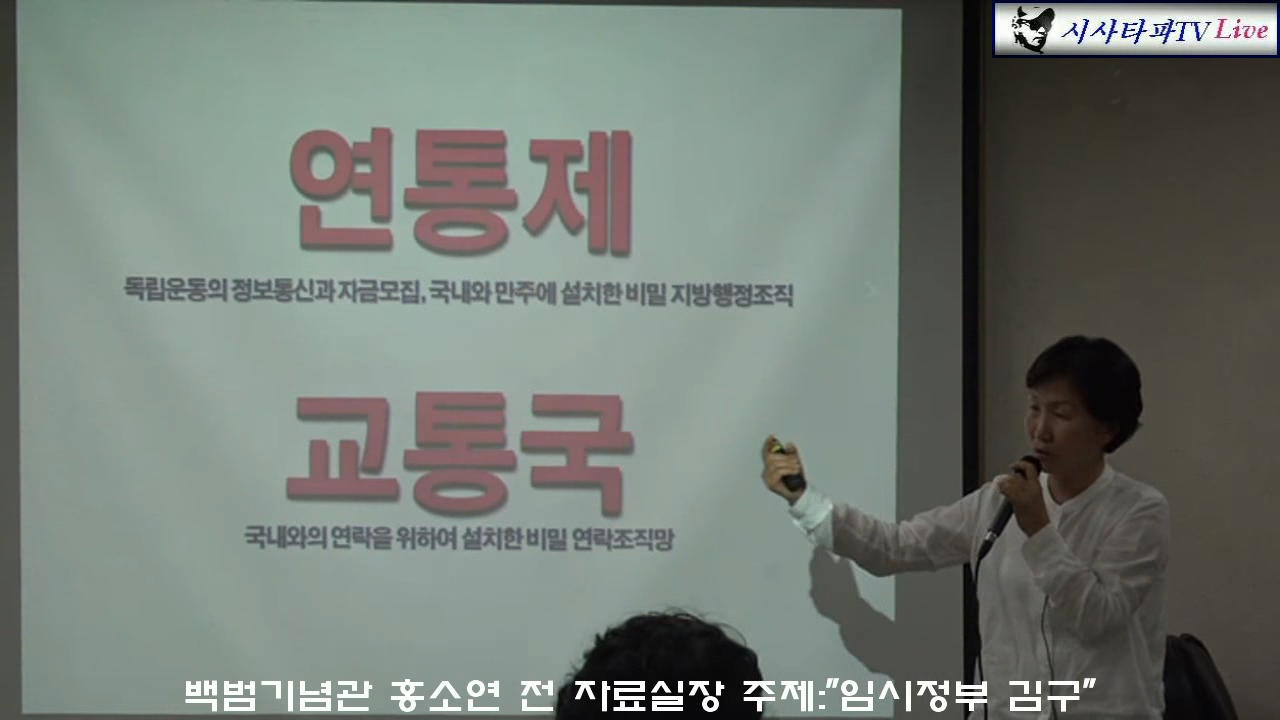 시사타파TV Live
연통제
독립운동의 정보통신과 자금모집, 국내와 만주에 설치한 비밀 지방행정조직
교통국
국내와의 연락을 위하여 설치한 비밀 연락조직망
백범기념관 홍소연 전 자료실장 주제:"임시정부 김구"